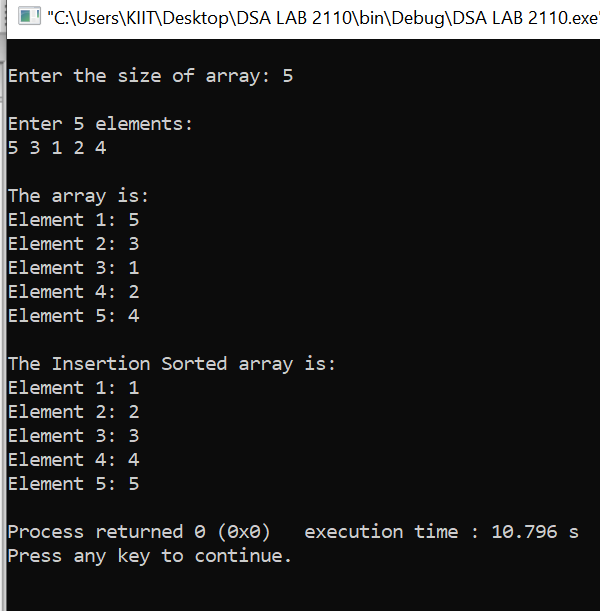 "C:\Users\KIIT\Desktop\DSA LAB 2110\bin\Debug\DSA LAB 2110.exe"
Enter the size of array: 5
Enter 5 elements:
5 3 1 2 4
The array is:
Element 1: 5
Element 2: 3
Element 3: 1
Element 4: 2
Element 5: 4
The Insertion Sorted array is:
Element 1: 1
Element 2: 2
Element 3: 3
Element 4: 4
Element 5: 5
Process returned 0 (0x0)   execution time : 10.796 s
Press any key to continue.